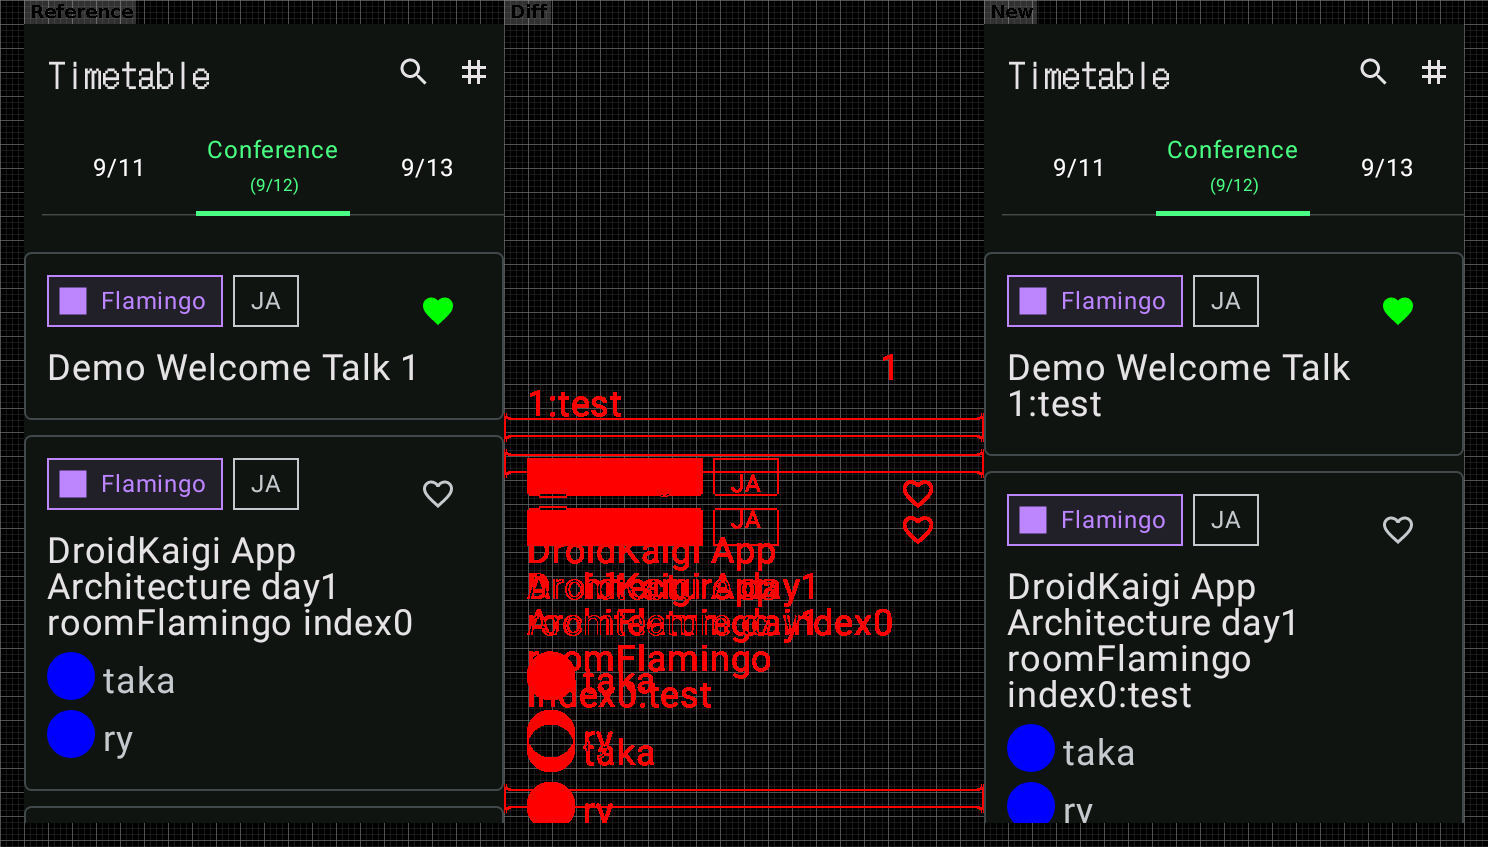 Reference
Timetable
9/11
Conference
(9/12)
9/13
Flamingo
JA
Demo Welcome Talk 1
Flamingo
JA
DroidKaigi App
Architecture day1
roomFlamingo index0
taka
ry
Diff
1
1:test
JA
JA
DroidKaigi App
Architecture day1
roomFlamingo index0
roomFlamingo
index0:test
taka
ry
taka
ry
New
Timetable
9/11
Conference
(9/12)
9/13
Flamingo
JA
Demo Welcome Talk
1:test
Flamingo
JA
DroidKaigi App
Architecture day1
roomFlamingo
index0:test
taka
ry